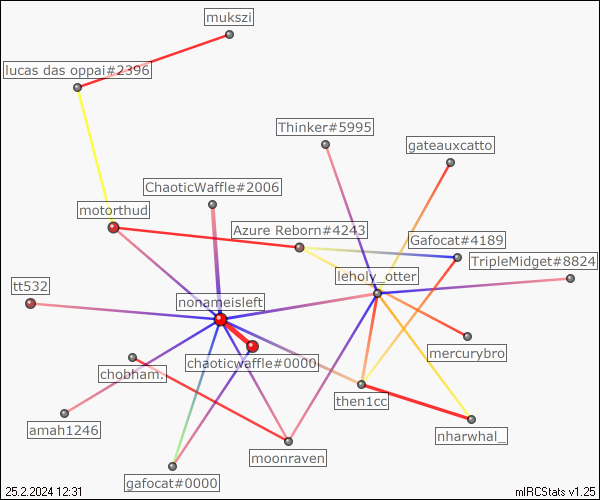 mukszi
lucas das oppai#2396
Thinker#5995
gateauxcatto
ChaoticWaffle#2006
motorthud
Azure Reborn#4243
Gafocat#4189
TripleMidget#8824
leholy_otter
tt532
nonameisleft
mercurybro
chaoticwaffle#0000
chobham.
then1cc
amah1246
nharwhal_
moonraven
gafocat#0000
25.2.2024 12:31
mIRCStats v1.25